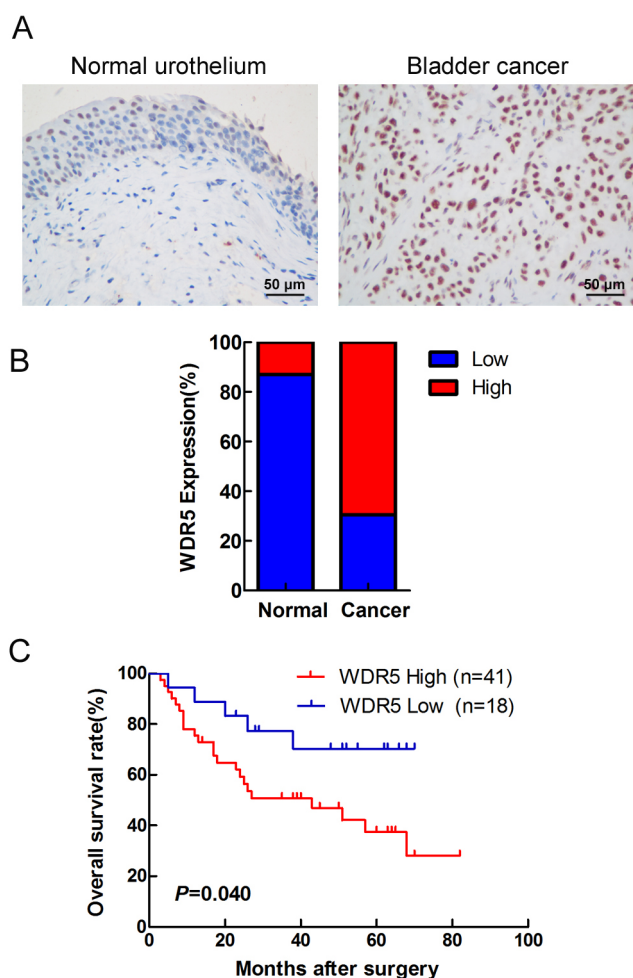 A
Normal urothelium
Bladder cancer
50 µm
50 µm
B
WDR5 Expression(%)
100
80
60
40
20
0
Normal
Cancer
Low
High
C
Overall survival rate(%)
100
80
60
40
20
0
WDR5 High (n=41)
WDR5 Low (n=18)
P=0.040
0
20
40
60
80
100
Months after surgery